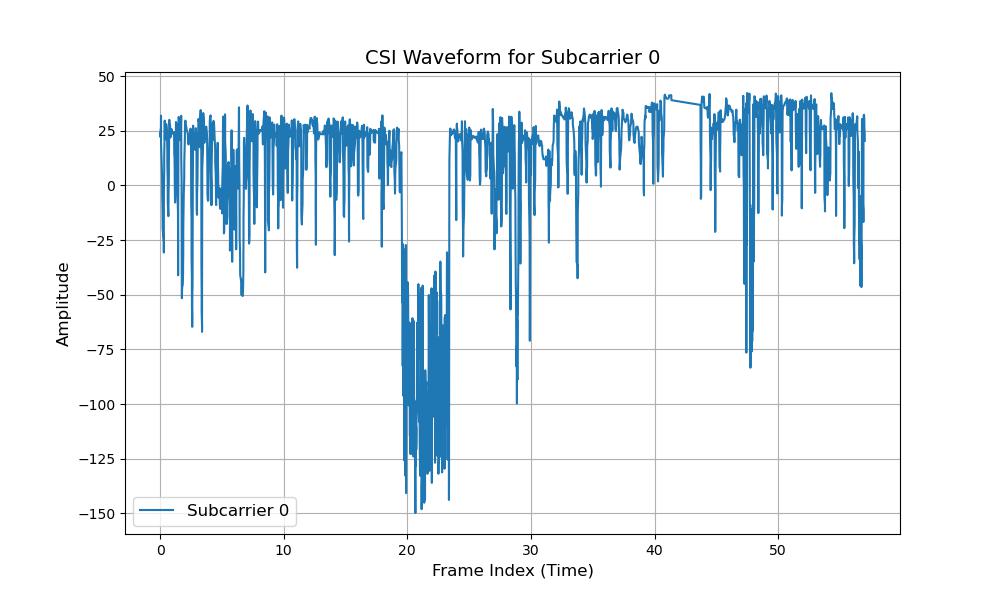 CSI Waveform for Subcarrier 0
50
25
0
−25
−50
−75
−100
−125
−150
Amplitude
Subcarrier 0
0 10 20 30 40 50
Frame Index (Time)